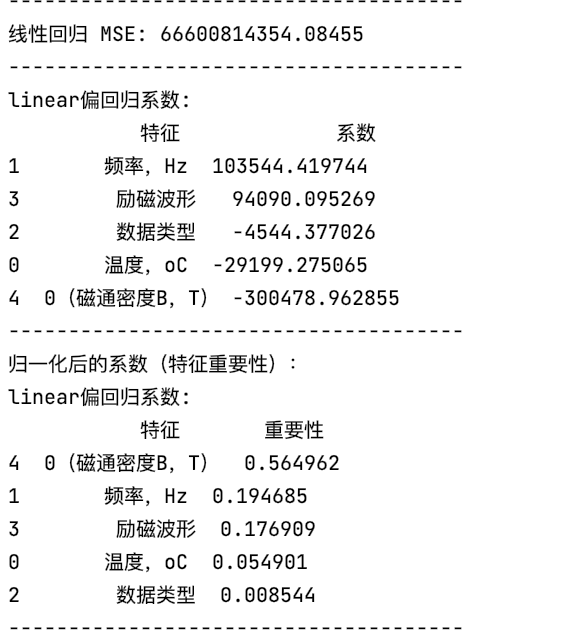 --------------------------------------
线性回归 MSE: 66600814354.08455
--------------------------------------
linear偏回归系数:
特征 系数
1 频率，Hz 103544.419744
3 励磁波形 94090.095269
2 数据类型 -4544.377026
0 温度，oC -29199.275065
4 0（磁通密度B，T） -300478.962855
--------------------------------------
归一化后的系数（特征重要性）:
linear偏回归系数:
特征 重要性
4 0（磁通密度B，T） 0.564962
1 频率，Hz 0.194685
3 励磁波形 0.176909
0 温度，oC 0.054901
2 数据类型 0.008544
--------------------------------------